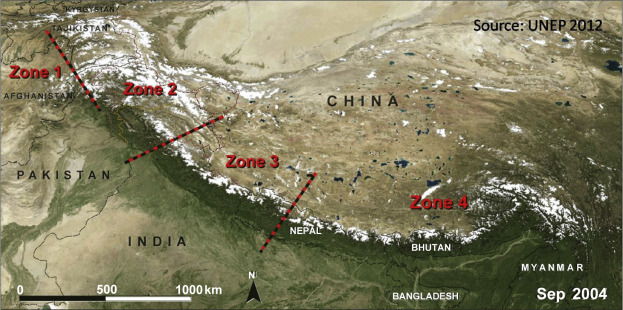 KYRGYSTAN
Source: UNEP 2012
TAJIKISTAN
Zone 1
Zone 2
AFGHANISTAN
CHINA
Zone 3
PAKISTAN
Zone 4
NEPAL
INDIA
BHUTAN
MYANMAR
N
0 500 1000 km
BANGLADESH
Sep 2004